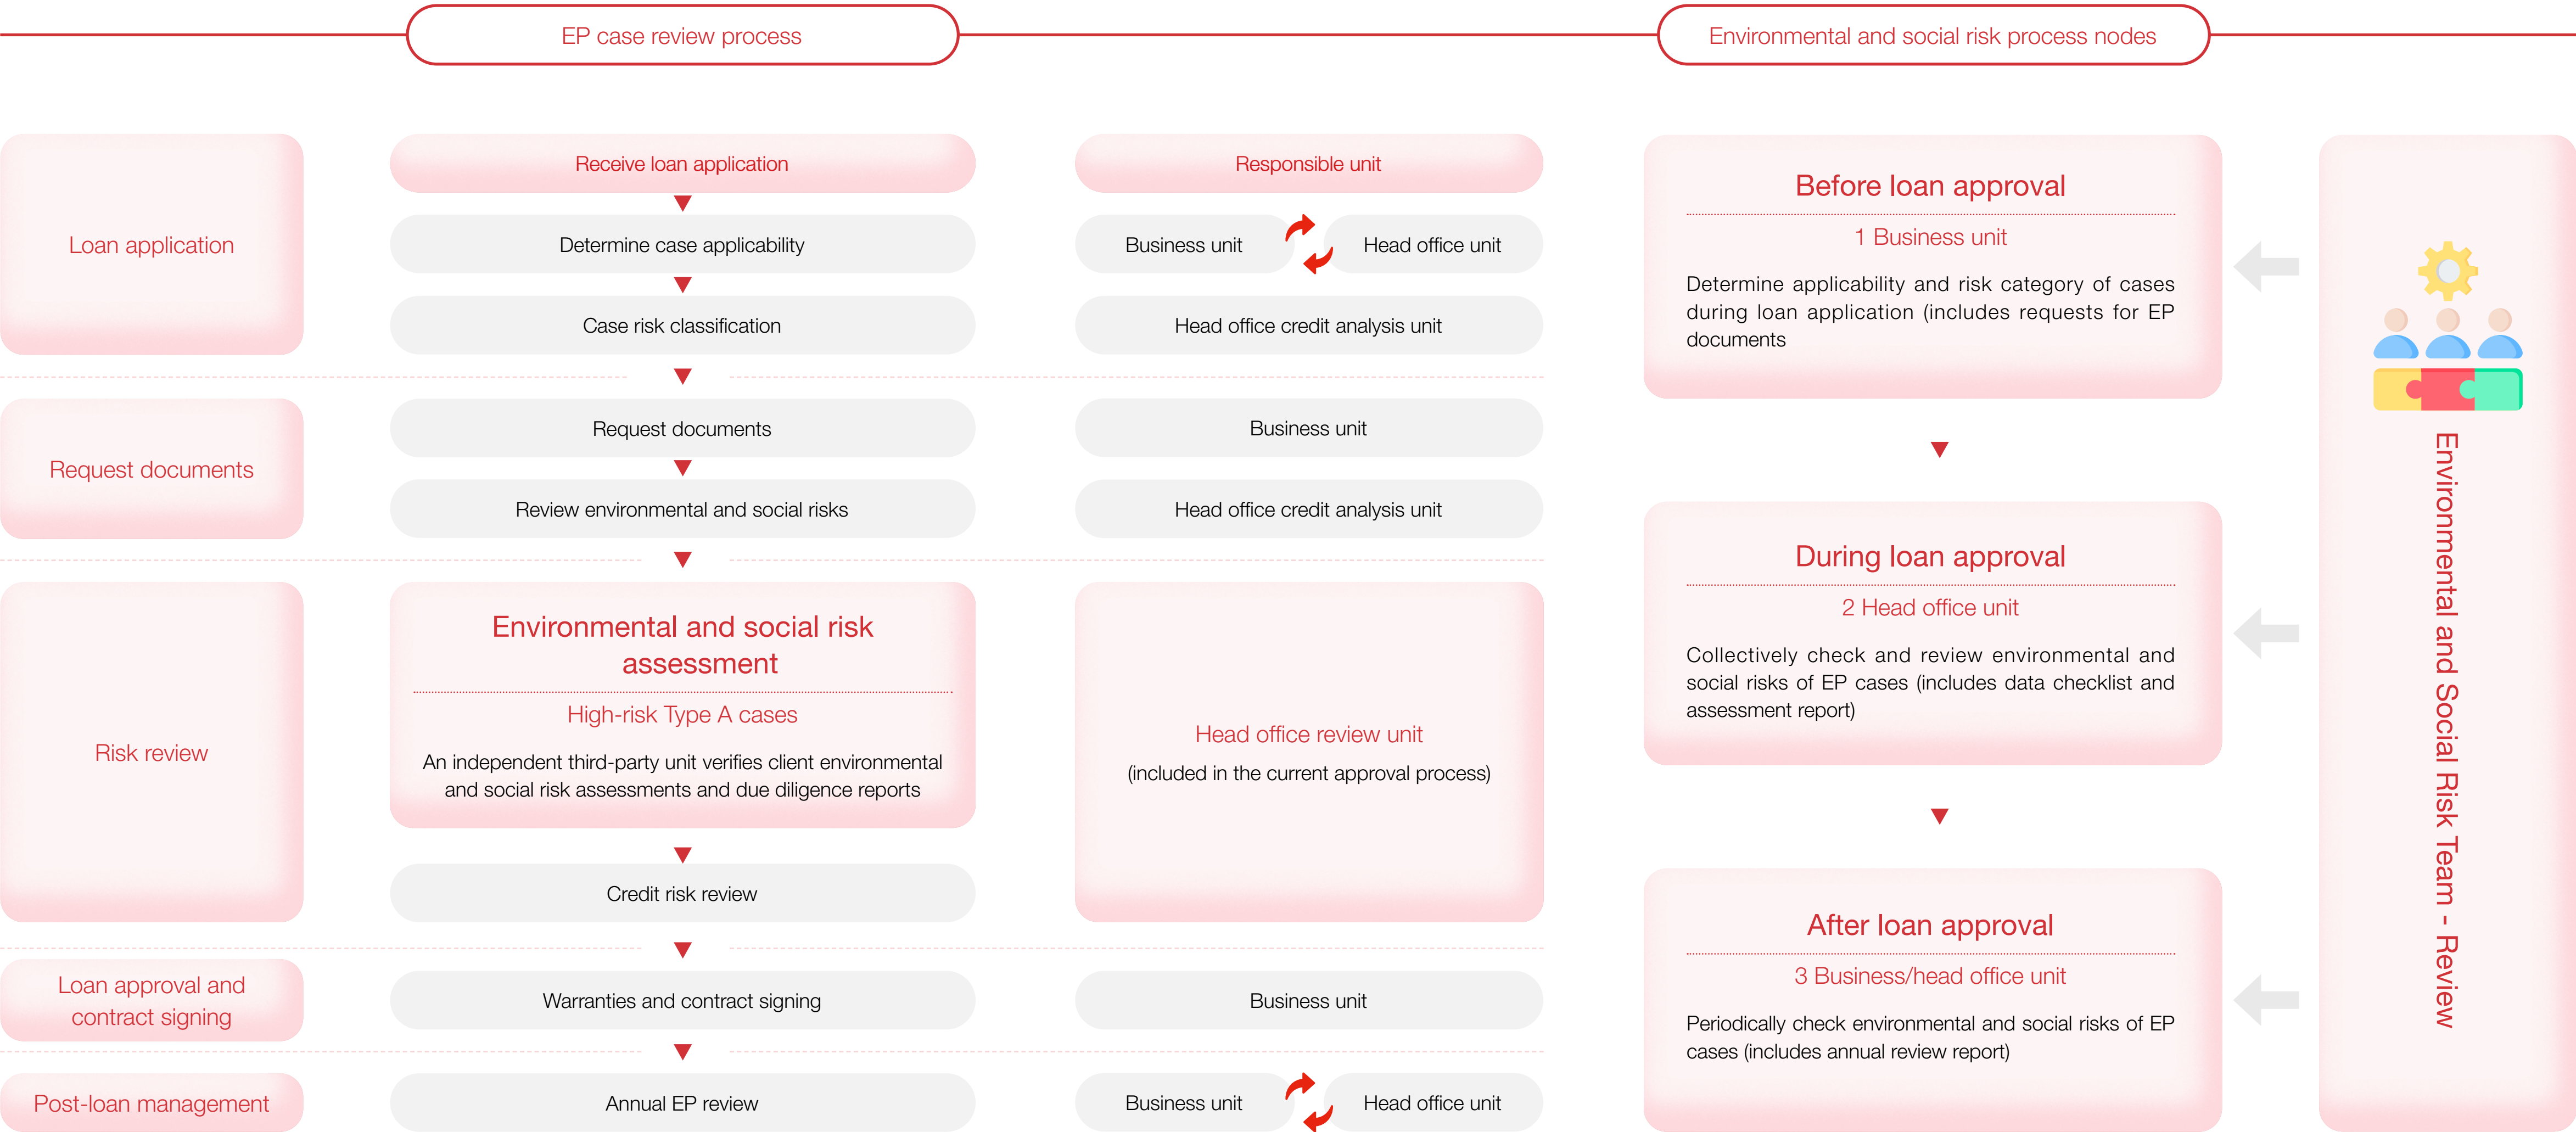 EP case review process
Environmental and social risk process nodes
Loan application
Receive loan application
Responsible unit
Determine case applicability
Business unit
Head office unit
Case risk classification
Head office credit analysis unit
Request documents
Request documents
Business unit
Review environmental and social risks
Head office credit analysis unit
Risk review
Environmental and social risk
assessment
High-risk Type A cases
An independent third-party unit verifies client environmental
and social risk assessments and due diligence reports
Head office review unit
(included in the current approval process)
Credit risk review
Loan approval and
contract signing
Warranties and contract signing
Business unit
Post-loan management
Annual EP review
Business unit
Head office unit
Before loan approval
1 Business unit
Determine applicability and risk category of cases
during loan application (includes requests for EP
documents
During loan approval
2 Head office unit
Collectively check and review environmental and
social risks of EP cases (includes data checklist and
assessment report)
After loan approval
3 Business/head office unit
Periodically check environmental and social risks of EP
cases (includes annual review report)
Environmental and Social Risk Team - Review